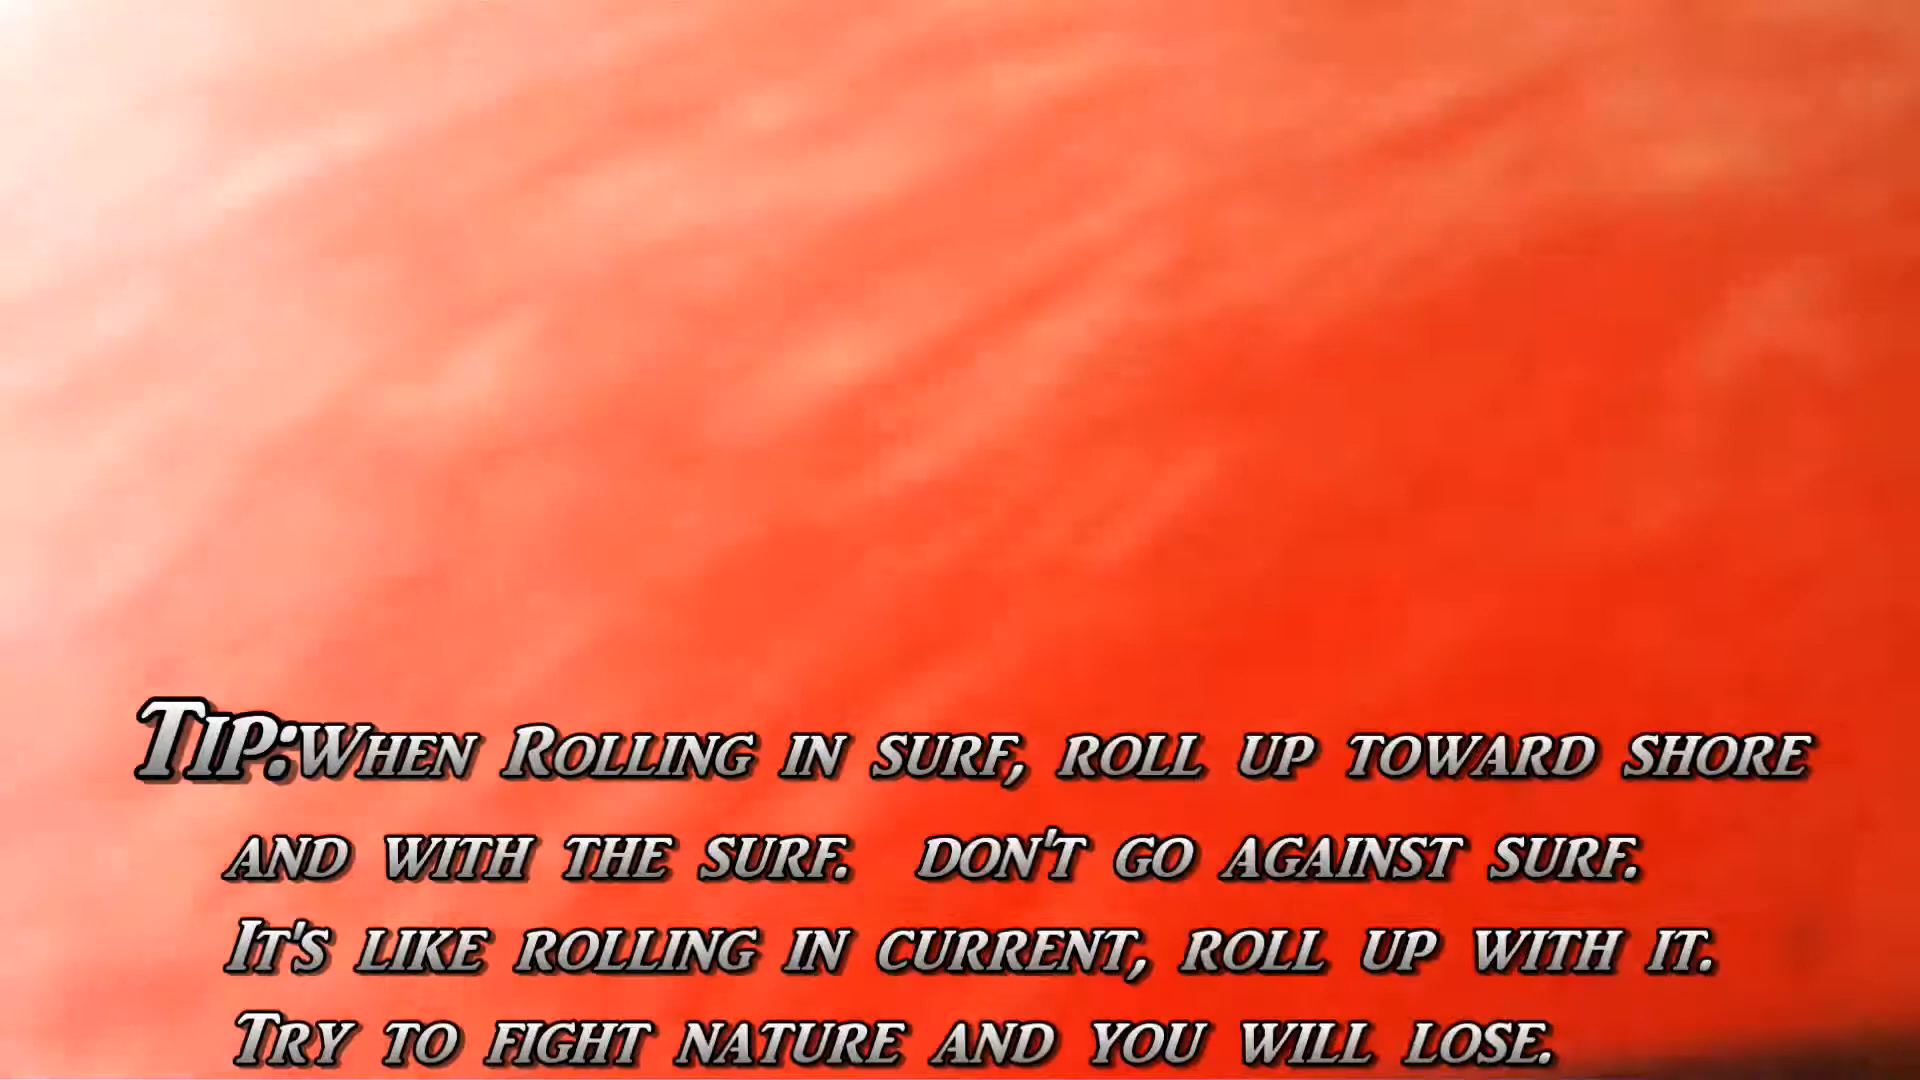 Tip:When Rolling in surf, roll up toward shore
and with the surf. don't go against surf.
It's like rolling in current, roll up with it.
Try to fight nature and you will lose.